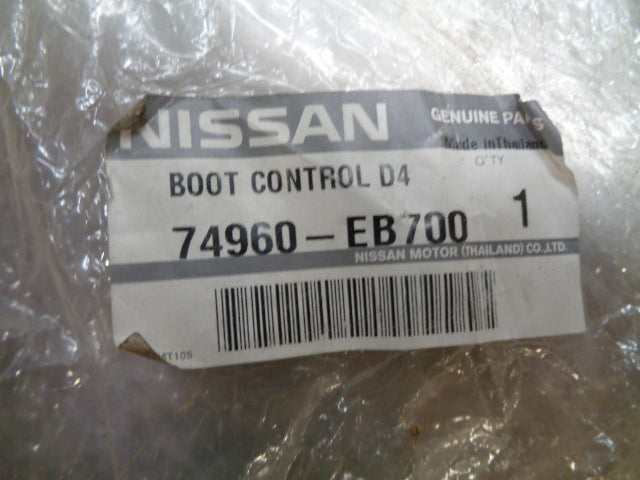 NISSAN GENUINE PARTS
Made in Thailand
Q'TY
BOOT CONTROL D4
74960-EB700 1
NISSAN MOTOR (THAILAND) CO.,LTD.